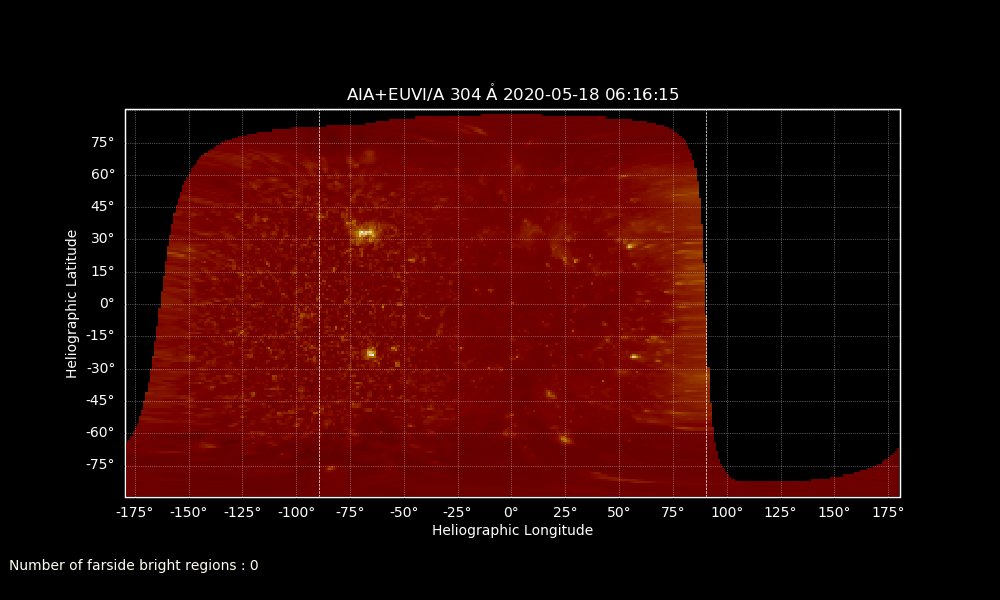 AIA+EUVI/A 304 Å 2020-05-18 06:16:15
75°
60°
45°
30°
15°
0°
-15°
-30°
-45°
-60°
-75°
Heliographic Latitude
-175° -150° -125° -100° -75° -50° -25° 0° 25° 50° 75° 100° 125° 150° 175°
Heliographic Longitude
Number of farside bright regions : 0